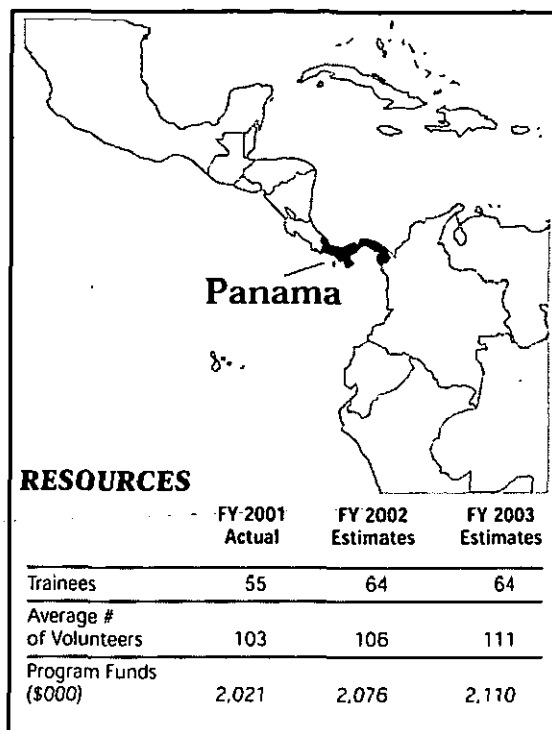 Panama
RESOURCES
FY 2001 FY 2002 FY 2003
Actual Estimates Estimates
Trainees 55 64 64
Average #
of Volunteers 103 106 111
Program Funds
($000) 2,021 2,076 2,110